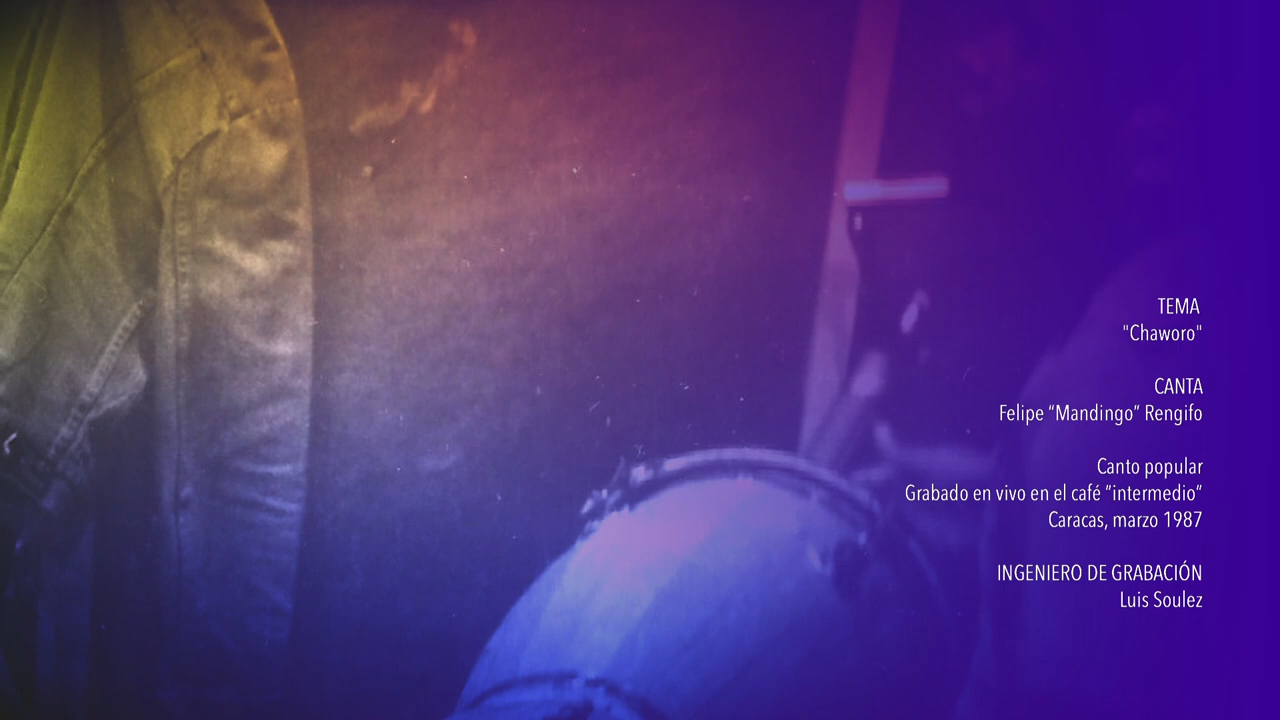 TEMA
"Chaworo"
CANTA
Felipe “Mandingo” Rengifo
Canto popular
Grabado en vivo en el café “intermedio”
Caracas, marzo 1987
INGENIERO DE GRABACIÓN
Luis Soulez